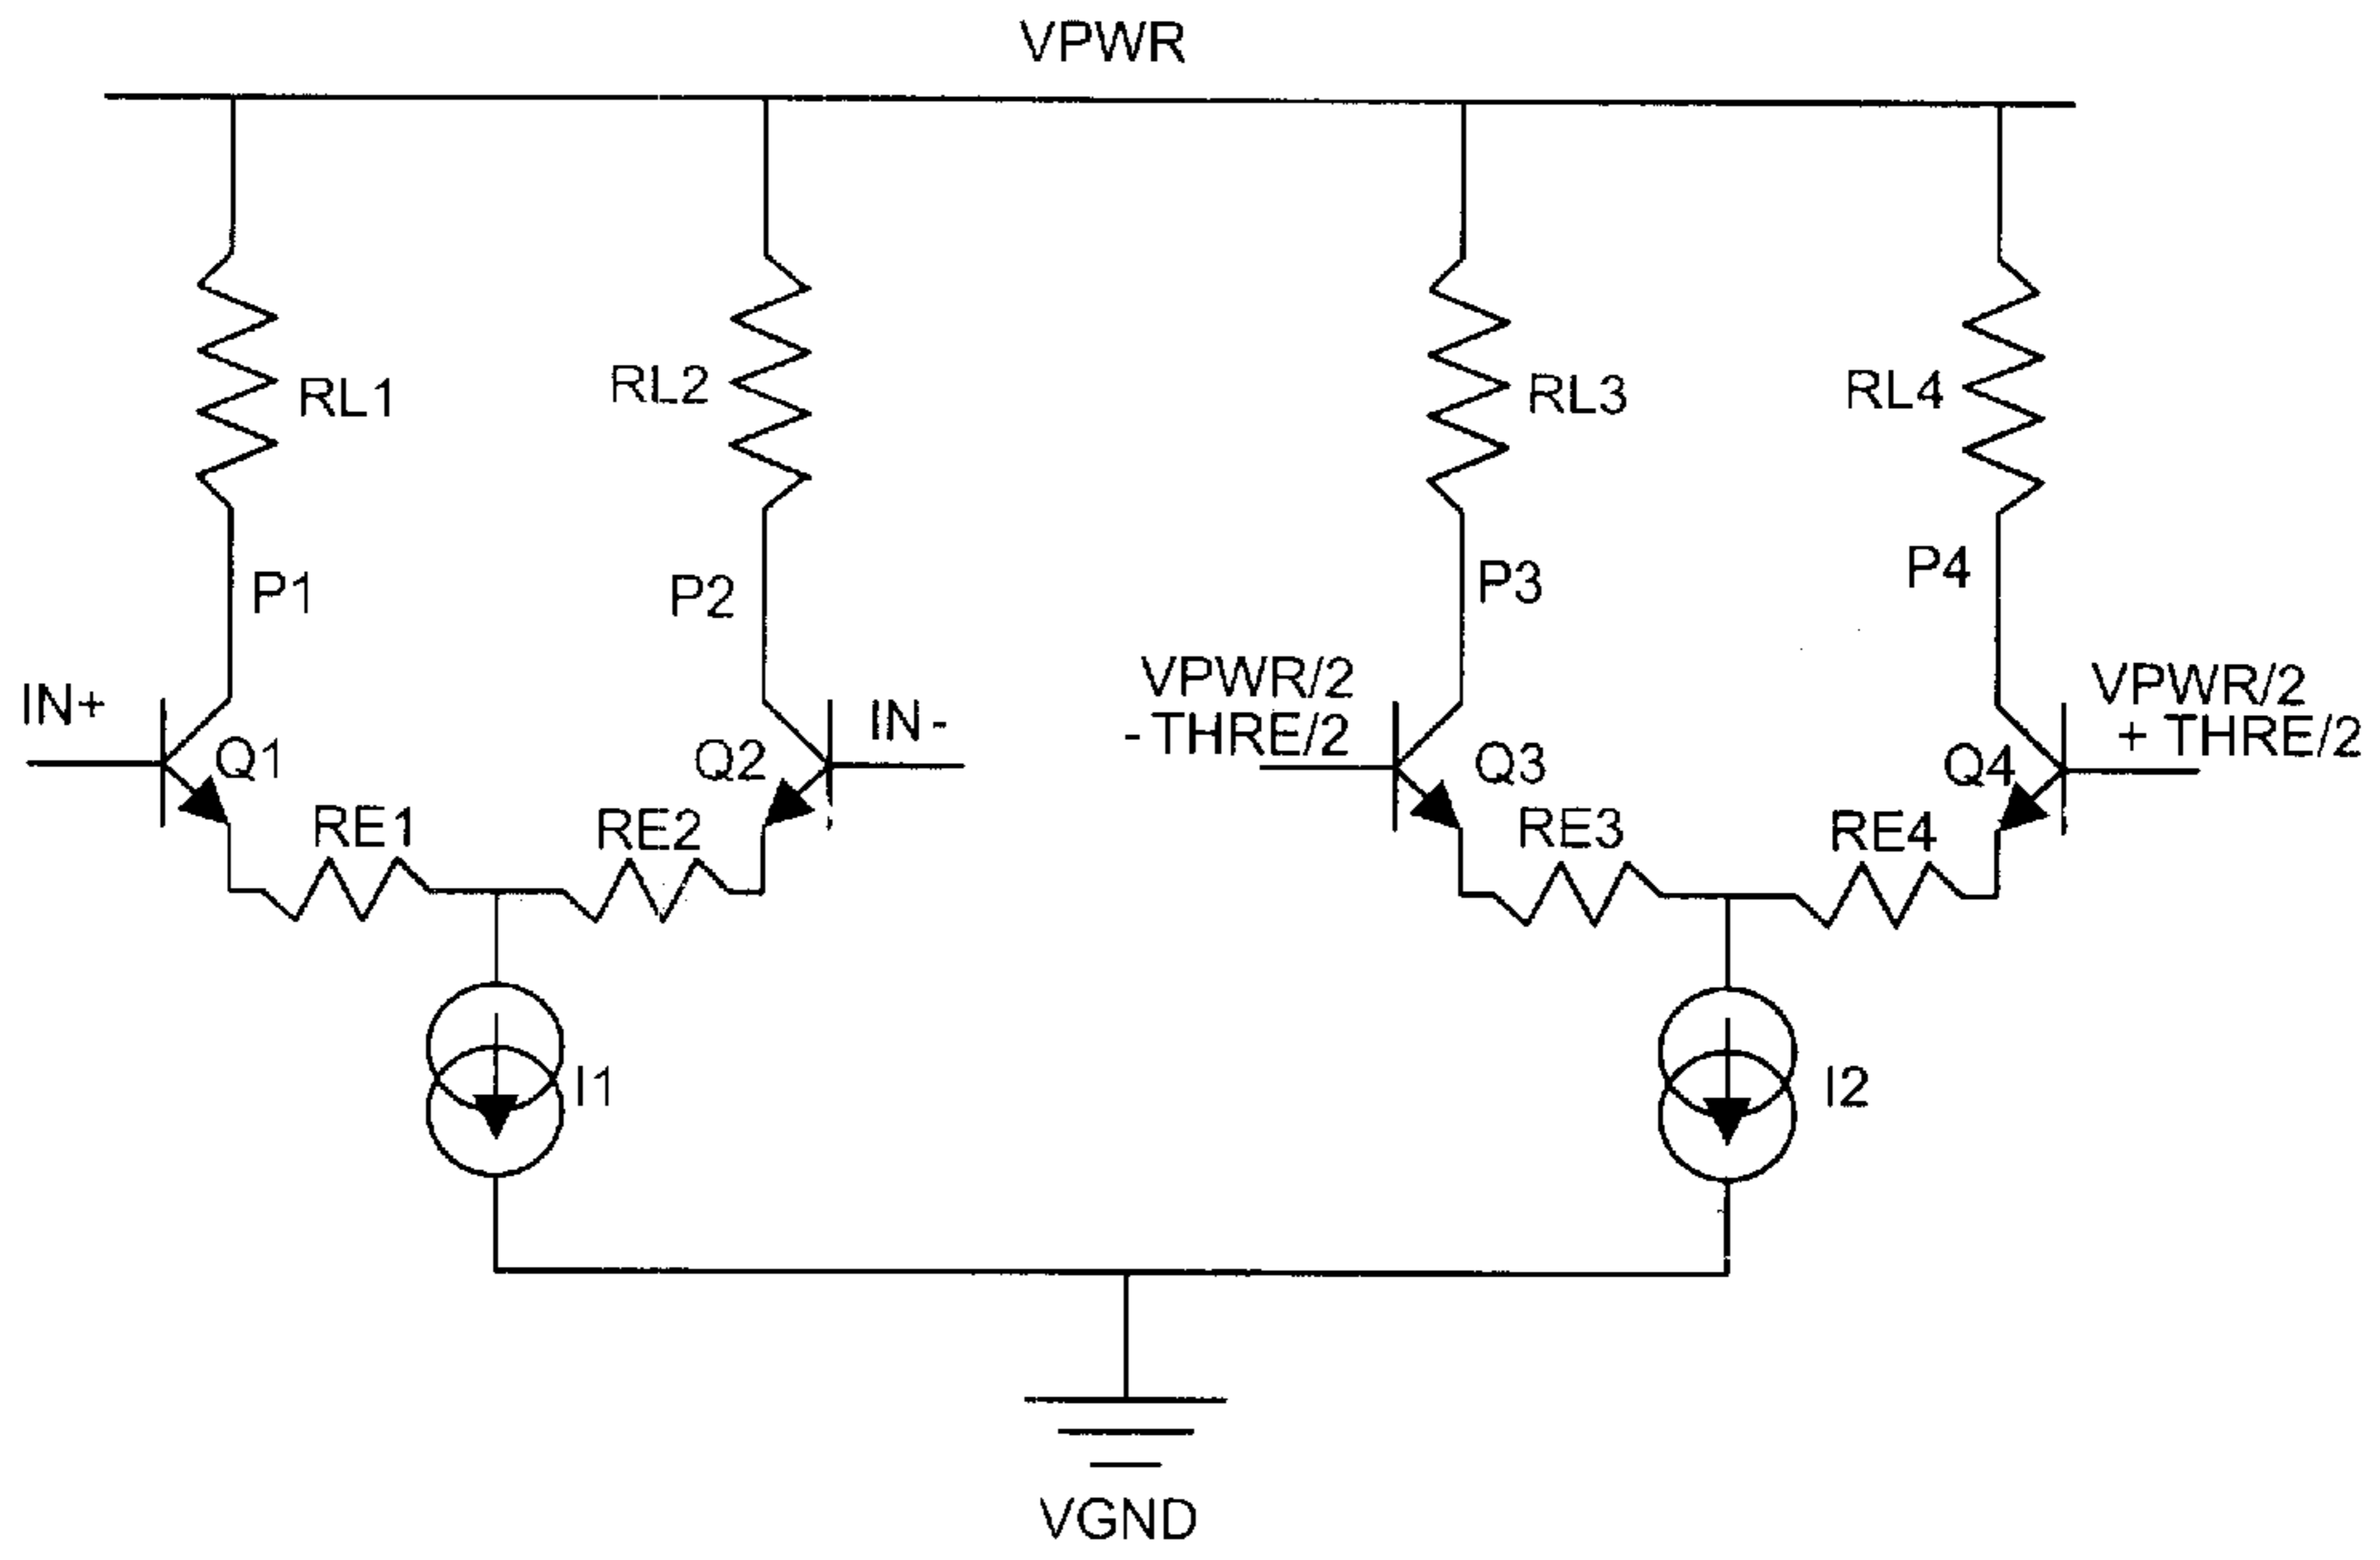 VPWR
RL1
RL2
RL3
RL4
P1
P2
P3
P4
IN+
Q1
Q2
IN-
VPWR/2
- THRE/2
Q3
Q4
VPWR/2
+ THRE/2
RE1
RE2
RE3
RE4
I1
I2
VGND